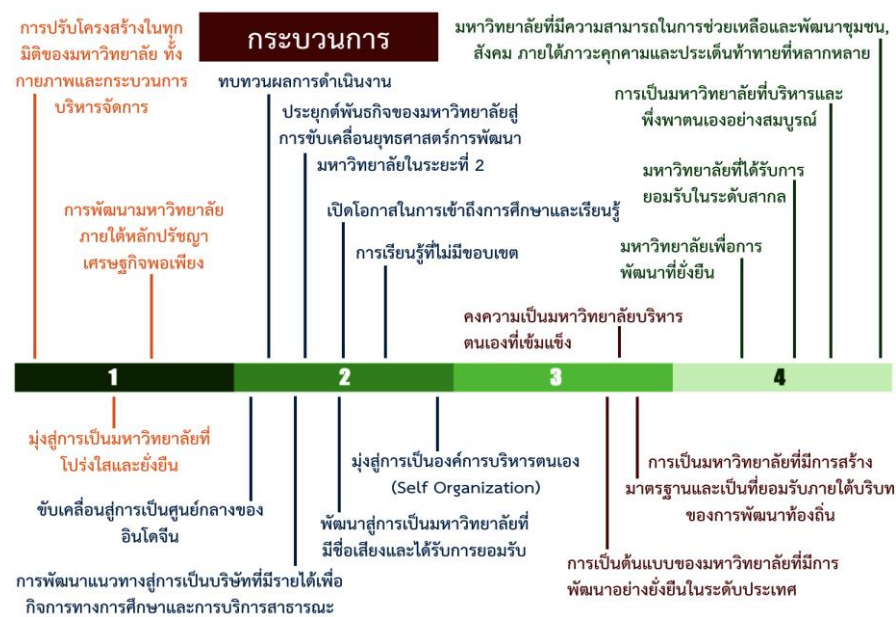 การปรับโครงสร้างในทุก
มิติของมหาวิทยาลัย ทั้ง
กายภาพและกระบวนการ
บริหารจัดการ
กระบวนการ
ทบทวนผลการดำเนินงาน
ประยุกต์พันธกิจของมหาวิทยาลัยสู่
การขับเคลื่อนยุทธศาสตร์การพัฒนา
มหาวิทยาลัยในระยะที่ 2
มหาวิทยาลัยที่มีความสามารถในการช่วยเหลือและพัฒนาชุมชน,
สังคม ภายใต้ภาวะคุกคามและประเด็นท้าทายที่หลากหลาย
การเป็นมหาวิทยาลัยที่บริหารและ
พึ่งพาตนเองอย่างสมบูรณ์
มหาวิทยาลัยที่ได้รับการ
ยอมรับในระดับสากล
การพัฒนามหาวิทยาลัย
ภายใต้หลักปรัชญา
เศรษฐกิจพอเพียง
เปิดโอกาสในการเข้าถึงการศึกษาและเรียนรู้
การเรียนรู้ที่ไม่มีขอบเขต
มหาวิทยาลัยเพื่อการ
พัฒนาที่ยั่งยืน
คงความเป็นมหาวิทยาลัยบริหาร
ตนเองที่เข้มแข็ง
1 2 3 4
มุ่งสู่การเป็นมหาวิทยาลัยที่
โปร่งใสและยั่งยืน
ขับเคลื่อนสู่การเป็นศูนย์กลางของ
อินโดจีน
การพัฒนาแนวทางสู่การเป็นบริษัทที่มีรายได้เพื่อ
กิจการทางการศึกษาและการบริการสาธารณะ
มุ่งสู่การเป็นองค์การบริหารตนเอง
(Self Organization)
พัฒนาสู่การเป็นมหาวิทยาลัยที่
มีชื่อเสียงและได้รับการยอมรับ
การเป็นมหาวิทยาลัยที่มีการสร้าง
มาตรฐานและเป็นที่ยอมรับภายใต้บริบท
ของการพัฒนาท้องถิ่น
การเป็นต้นแบบของมหาวิทยาลัยที่มีการ
พัฒนาอย่างยั่งยืนในระดับประเทศ